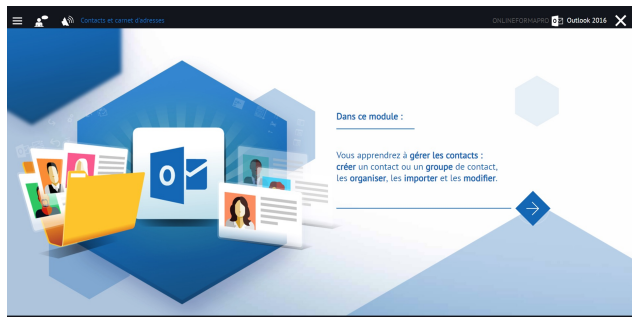 Contacts et carnet d'adresses
ONLINEFORMAPRO Outlook 2016
Dans ce module :
Vous apprendrez à gérer les contacts :
créer un contact ou un groupe de contact,
les organiser, les importer et les modifier.